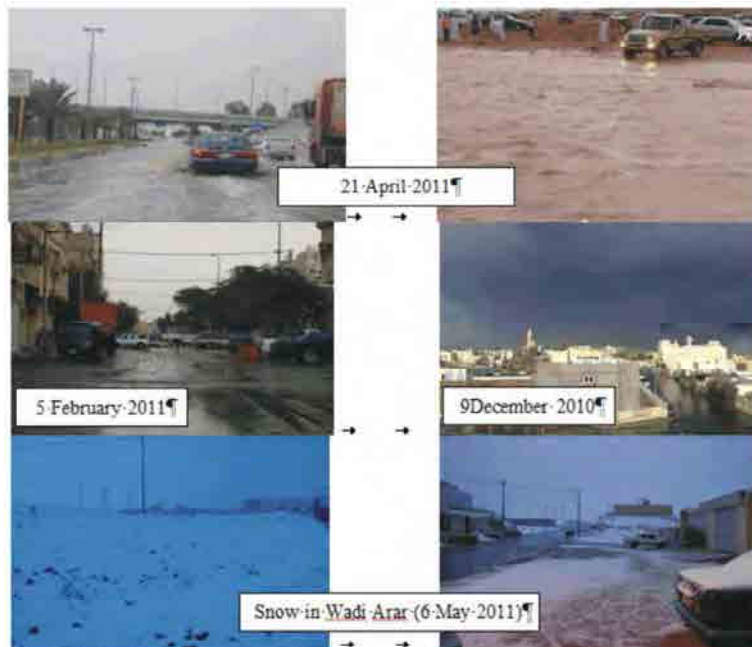 21 April 2011¶
5 February 2011¶
9December 2010¶
Snow in Wadi Arar (6 May 2011)¶